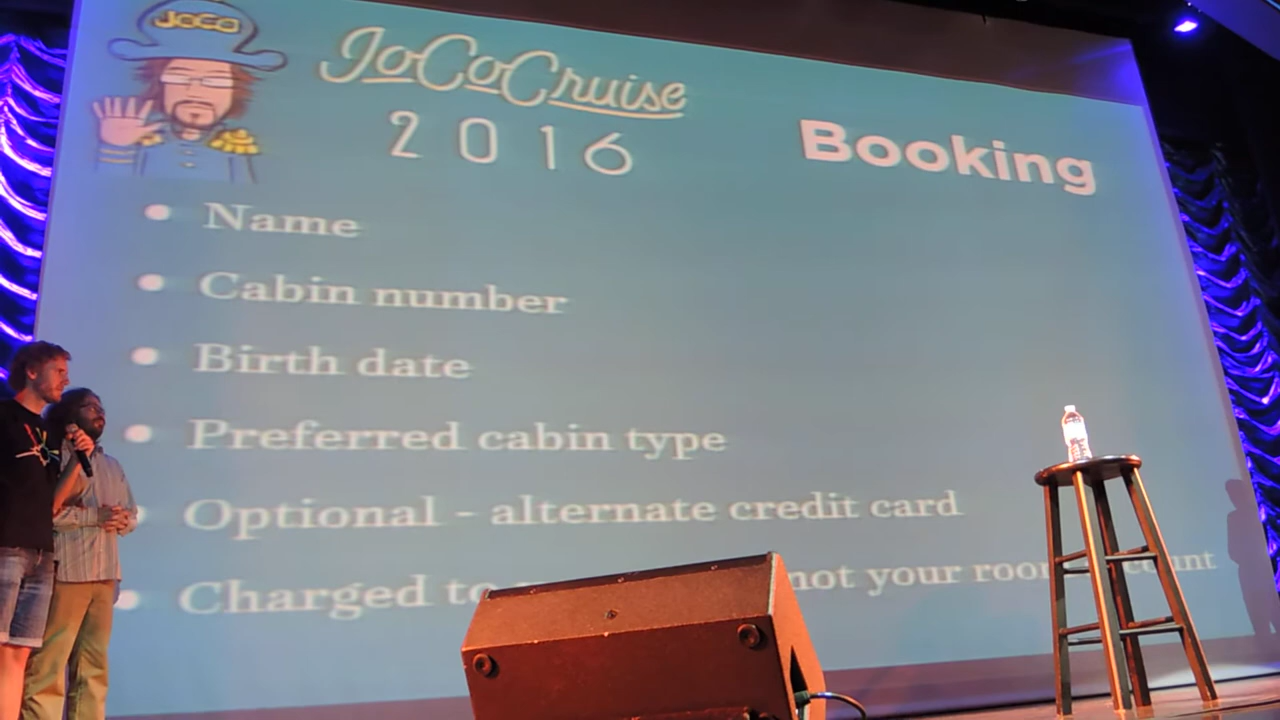 JOCO
JoCoCruise
2016
Booking
• Name
• Cabin number
• Birth date
• Preferred cabin type
Optional - alternate credit card
• Charged to not your room